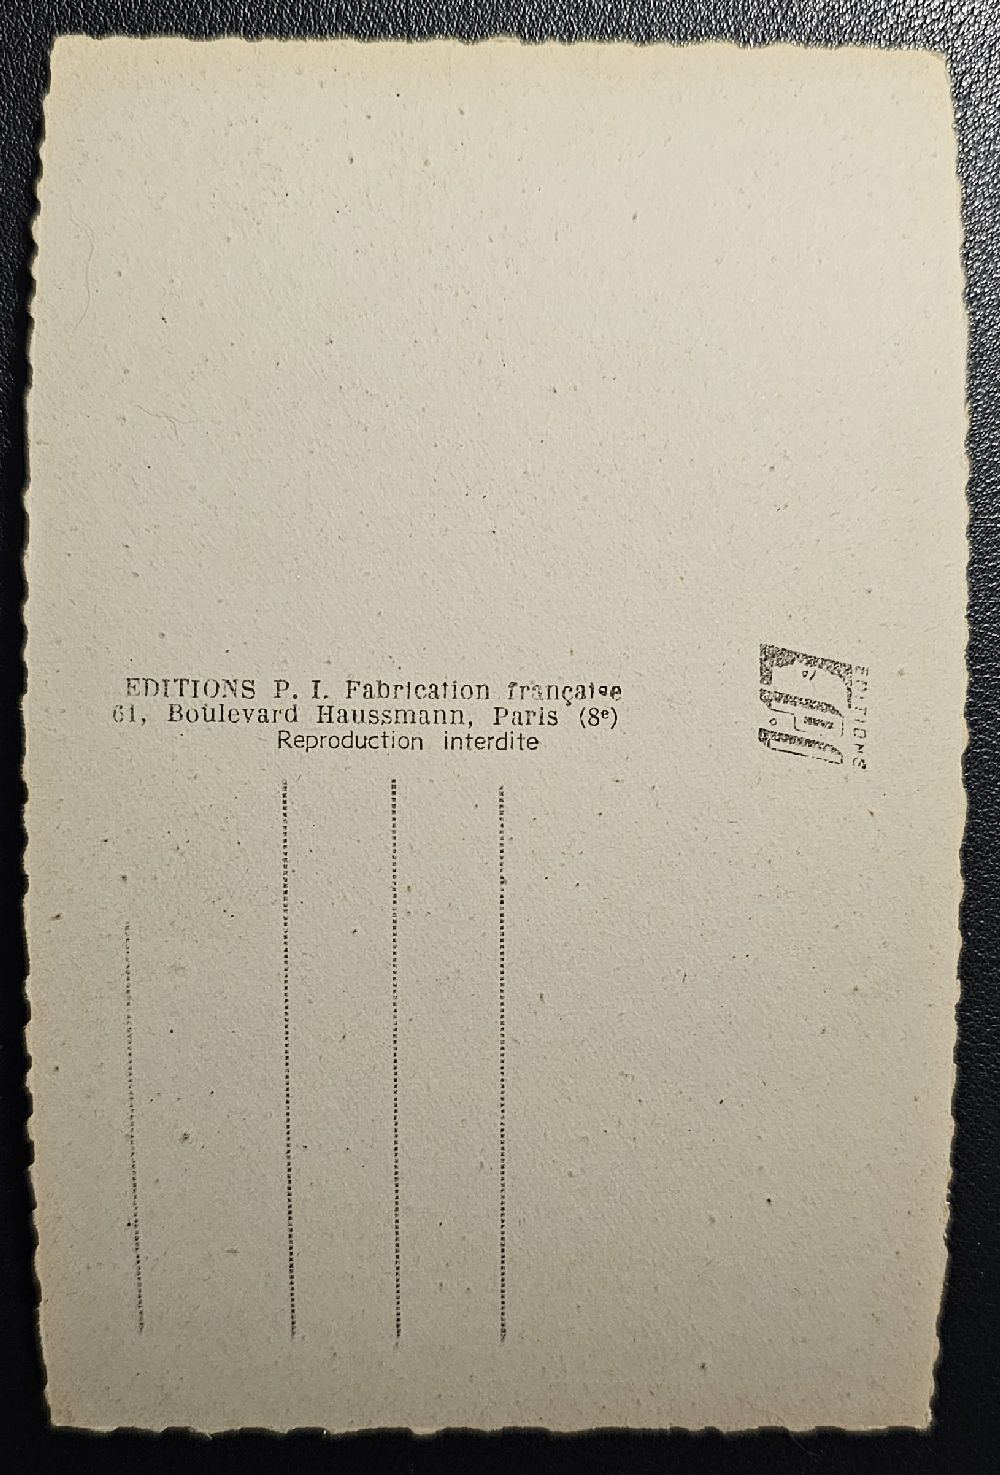 EDITIONS P. I. Fabrication française
61, Boulevard Haussmann, Paris (8e)
Reproduction interdite
EDITIONS